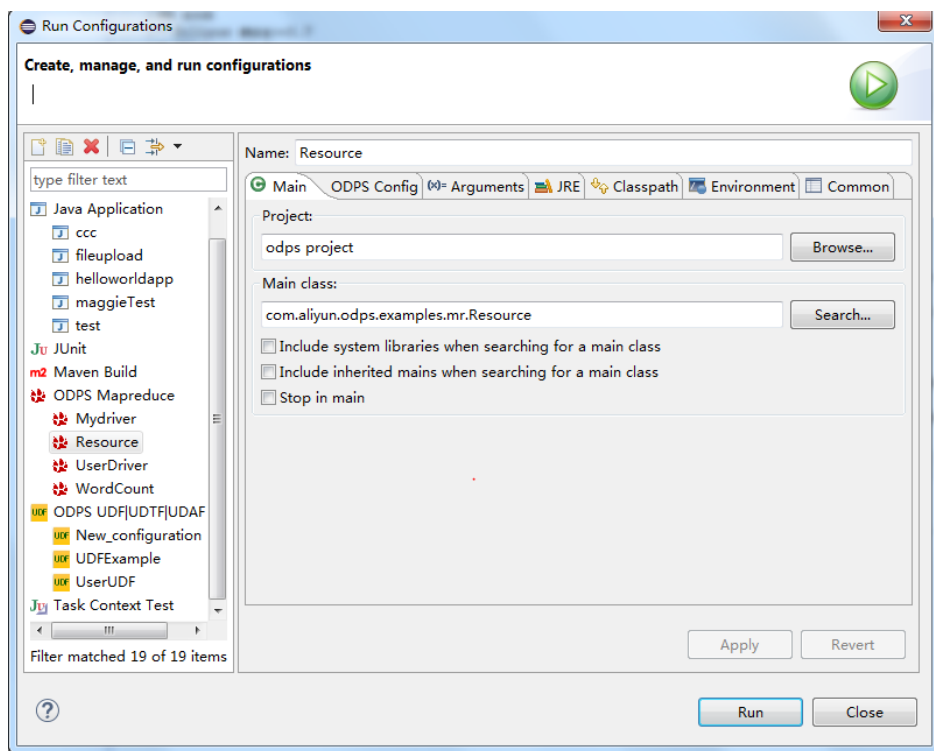 Run Configurations
Create, manage, and run configurations
type filter text
Java Application
ccc
fileupload
helloworldapp
maggieTest
test
JUnit
Maven Build
ODPS Mapreduce
Mydriver
Resource
UserDriver
WordCount
ODPS UDF|UDTF|UDAF
New_configuration
UDFExample
UserUDF
Task Context Test
Filter matched 19 of 19 items
Name: Resource
Main ODPS Config (x)= Arguments JRE Classpath Environment Common
Project:
odps project Browse...
Main class:
com.aliyun.odps.examples.mr.Resource Search...
Include system libraries when searching for a main class
Include inherited mains when searching for a main class
Stop in main
Apply Revert
Run Close